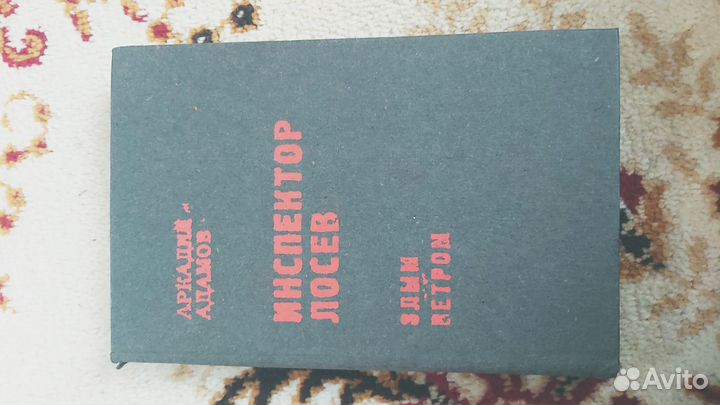 АРКАДИЙ
АДАМОВ
ИНСПЕКТОР
ЛОСЕВ
ЗЛЫМ
ВЕТРОМ
Avito